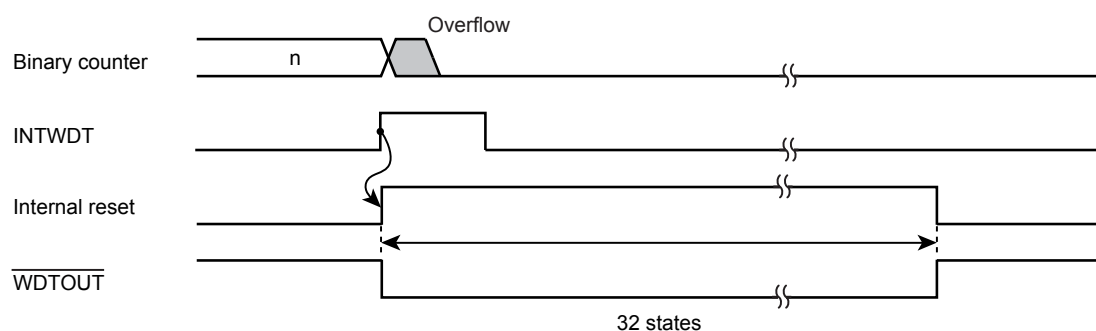 Overflow
Binary counter
n
INTWDT
Internal reset
WDTOUT
32 states